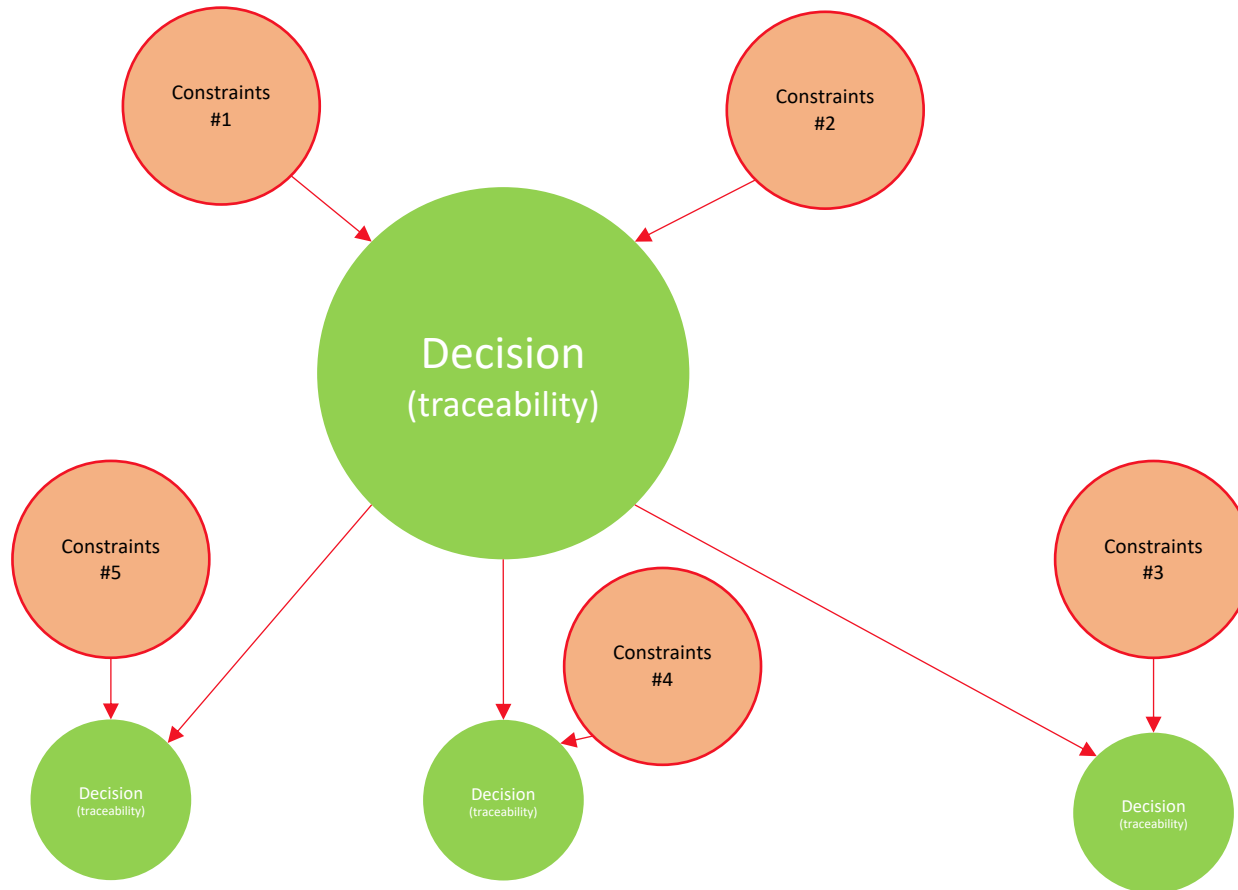 Constraints
#1
Constraints
#2
Decision
(traceability)
Constraints
#5
Constraints
#3
Constraints
#4
Decision
(traceability)
Decision
(traceability)
Decision
(traceability)